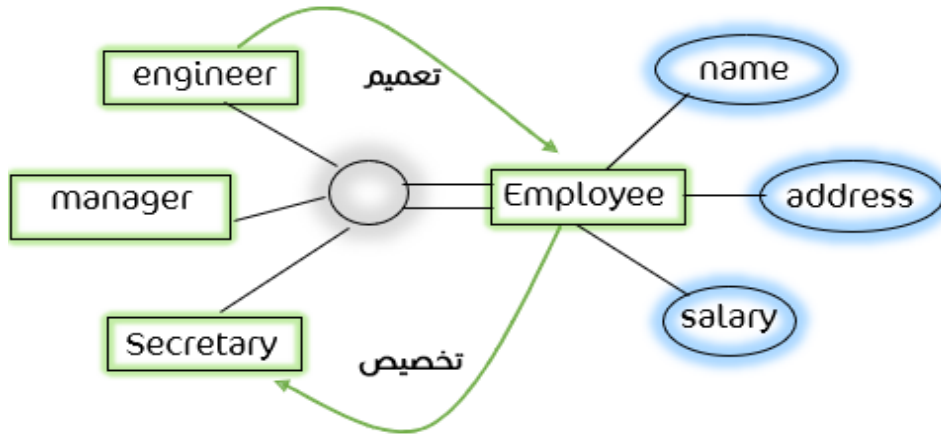 engineer
تعميم
name
manager
Employee
address
Secretary
تخصيص
salary